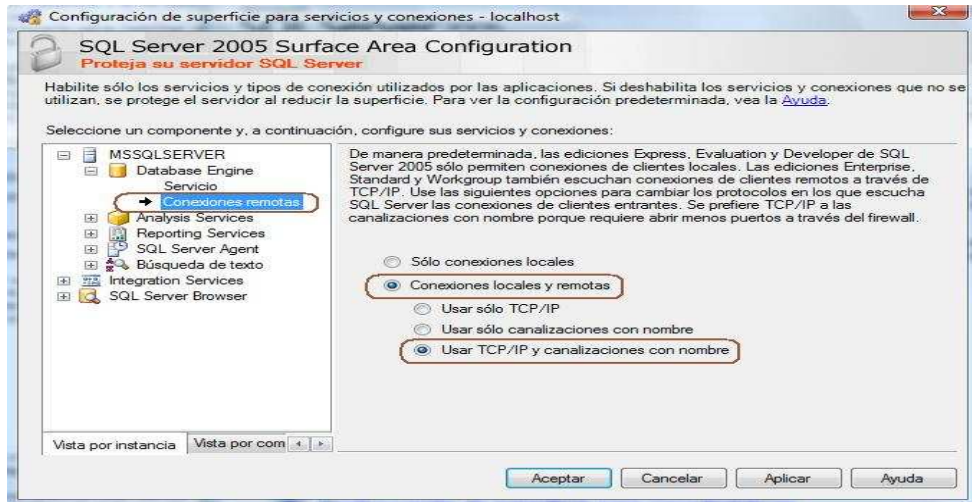 Configuración de superficie para servicios y conexiones - localhost
SQL Server 2005 Surface Area Configuration
Proteja su servidor SQL Server
Habilite sólo los servicios y tipos de conexión utilizados por las aplicaciones. Si deshabilita los servicios y conexiones que no se
utilizan, se protege el servidor al reducir la superficie. Para ver la configuración predeterminada, vea la Ayuda.
Seleccione un componente y, a continuación, configure sus servicios y conexiones:
MSSQLSERVER
Database Engine
Servicio
Conexiones remotas
Analysis Services
Reporting Services
SQL Server Agent
Búsqueda de texto
Integration Services
SQL Server Browser
Vista por instancia
Vista por com
De manera predeterminada, las ediciones Express, Evaluation y Developer de SQL
Server 2005 sólo permiten conexiones de clientes locales. Las ediciones Enterprise,
Standard y Workgroup también escuchan conexiones de clientes remotos a través de
TCP/IP. Use las siguientes opciones para cambiar los protocolos en los que escucha
SQL Server las conexiones de clientes entrantes. Se prefiere TCP/IP a las
canalizaciones con nombre porque requiere abrir menos puertos a través del firewall.
Sólo conexiones locales
Conexiones locales y remotas
Usar sólo TCP/IP
Usar sólo canalizaciones con nombre
Usar TCP/IP y canalizaciones con nombre
Aceptar
Cancelar
Aplicar
Ayuda